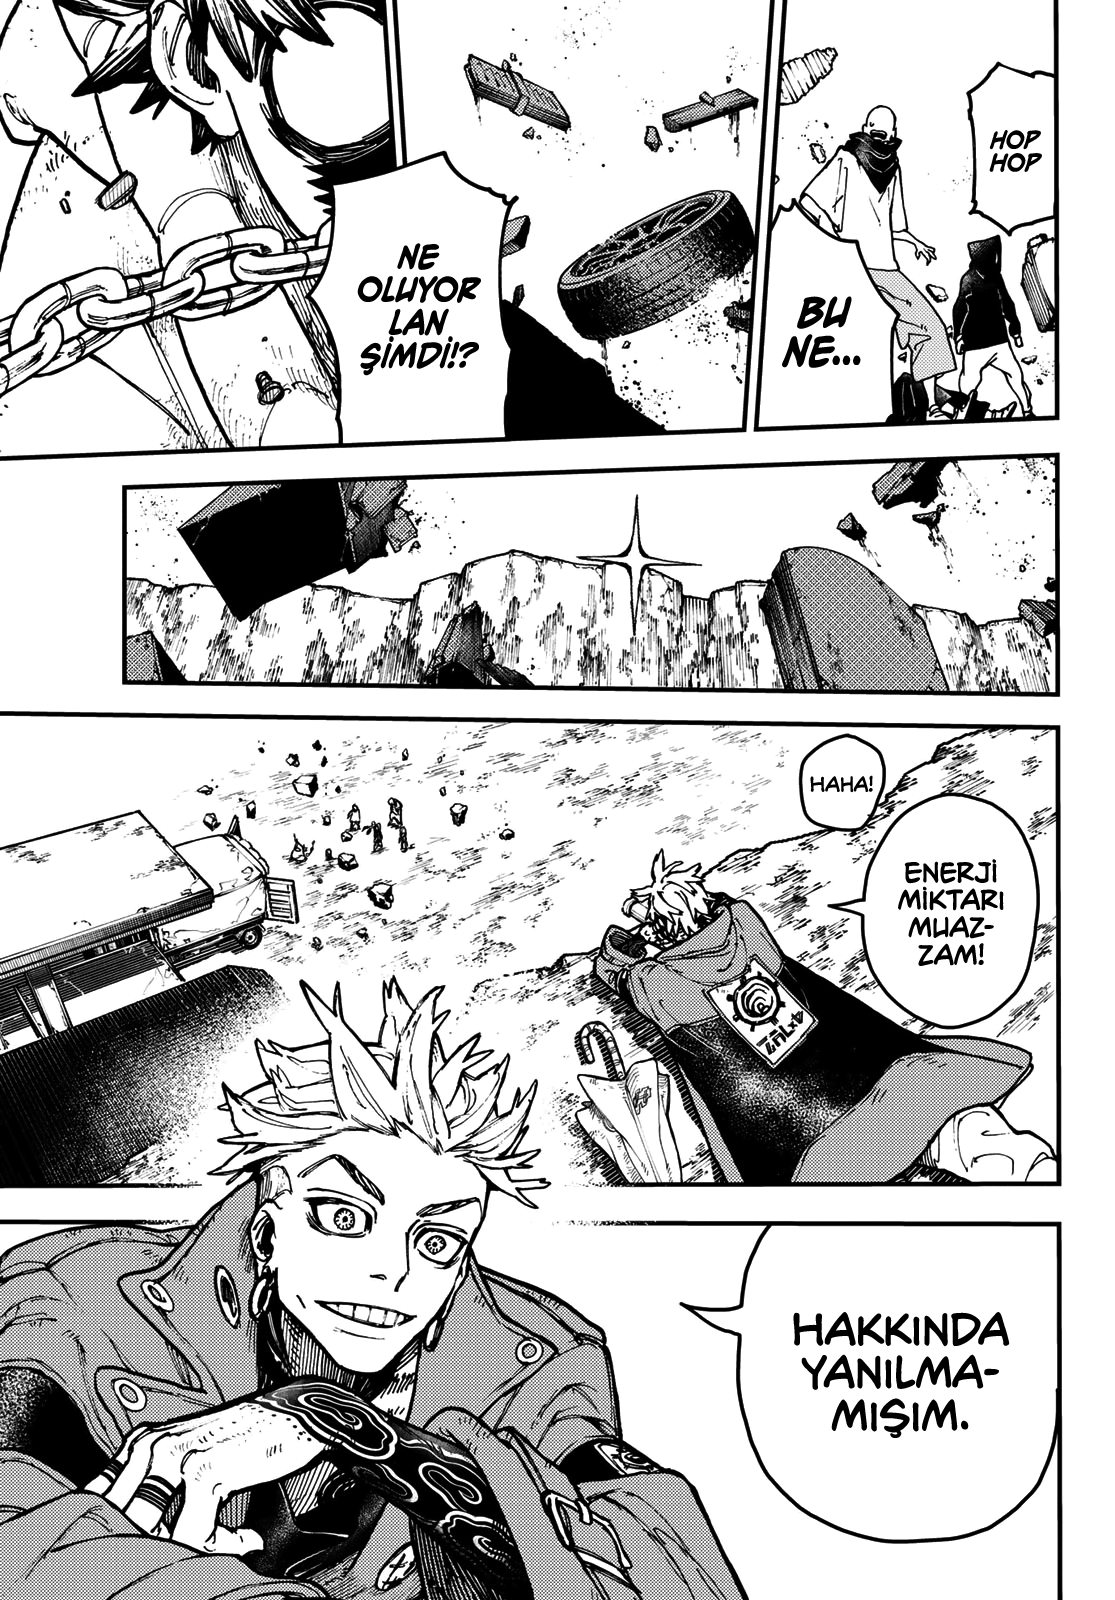 HOP
HOP
BU
NE...
NE
OLUYOR
LAN
ŞİMDİ!?
HAHA!
ENERJİ
MİKTARI
MUAZ-
ZAM!
HAKKINDA
YANILMA-
MIŞIM.